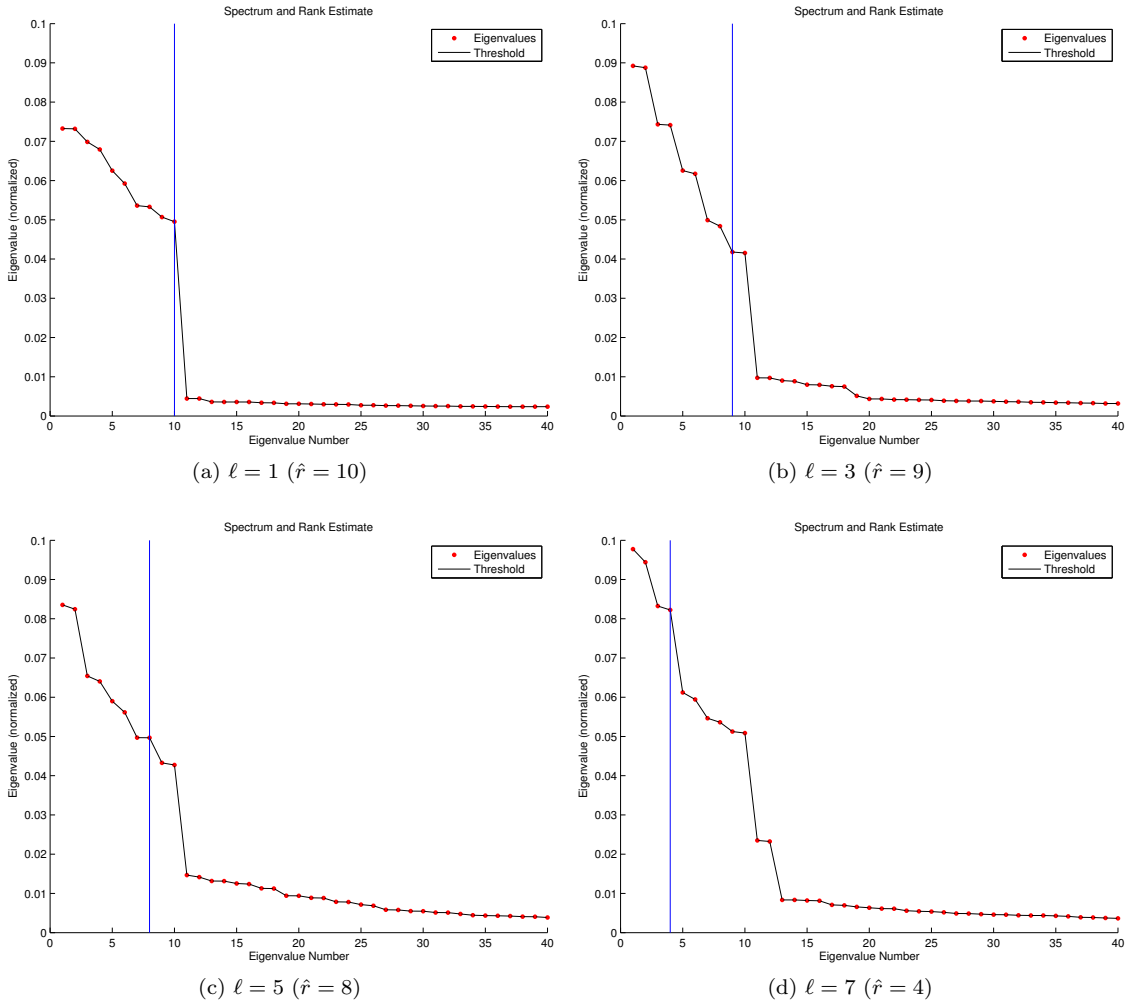 Spectrum and Rank Estimate
0.1
0.09
0.08
0.07
0.06
0.05
0.04
0.03
0.02
0.01
0
Eigenvalue (normalized)
Eigenvalues
Threshold
0 5 10 15 20 25 30 35 40
Eigenvalue Number
(a) ℓ = 1 (r̂ = 10)
Spectrum and Rank Estimate
0.1
0.09
0.08
0.07
0.06
0.05
0.04
0.03
0.02
0.01
0
Eigenvalue (normalized)
Eigenvalues
Threshold
0 5 10 15 20 25 30 35 40
Eigenvalue Number
(b) ℓ = 3 (r̂ = 9)
Spectrum and Rank Estimate
0.1
0.09
0.08
0.07
0.06
0.05
0.04
0.03
0.02
0.01
0
Eigenvalue (normalized)
Eigenvalues
Threshold
0 5 10 15 20 25 30 35 40
Eigenvalue Number
(c) ℓ = 5 (r̂ = 8)
Spectrum and Rank Estimate
0.1
0.09
0.08
0.07
0.06
0.05
0.04
0.03
0.02
0.01
0
Eigenvalue (normalized)
Eigenvalues
Threshold
0 5 10 15 20 25 30 35 40
Eigenvalue Number
(d) ℓ = 7 (r̂ = 4)